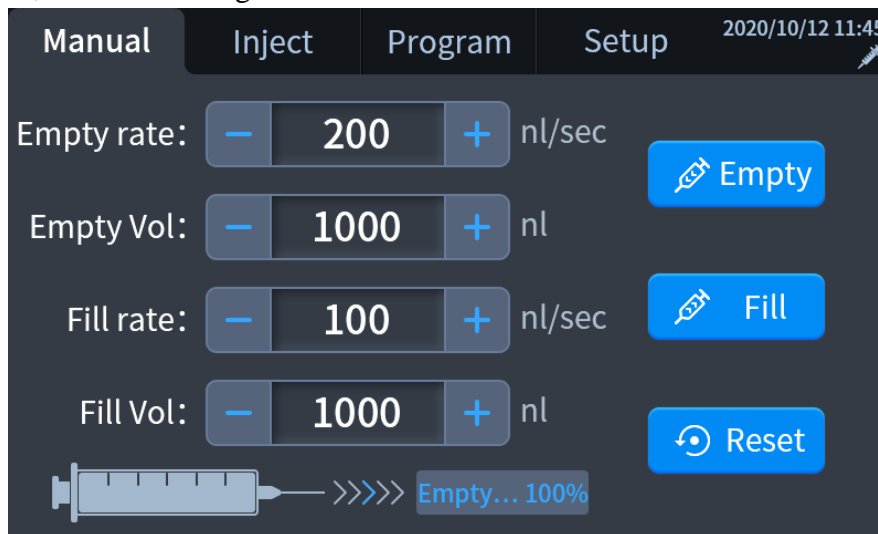 Manual Inject Program Setup 2020/10/12 11:45
Empty rate: − 200 + nl/sec
Empty
Empty Vol: − 1000 + nl
Fill rate: − 100 + nl/sec
Fill
Fill Vol: − 1000 + nl
Reset
Empty... 100%